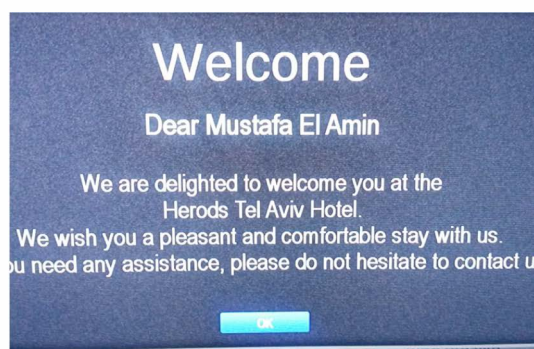 Welcome
Dear Mustafa El Amin
We are delighted to welcome you at the
Herods Tel Aviv Hotel.
We wish you a pleasant and comfortable stay with us.
need any assistance, please do not hesitate to contact
OK